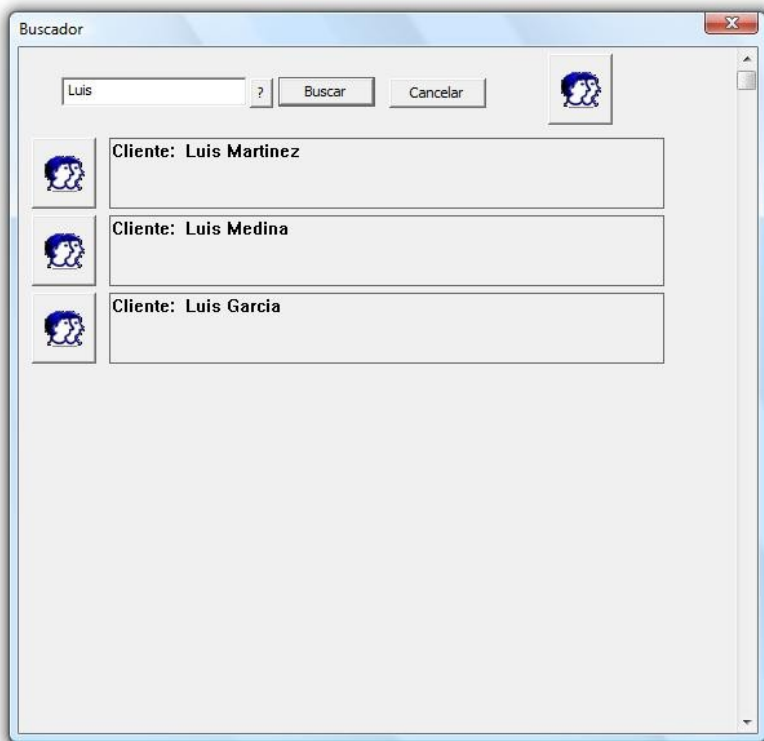 Buscador
Luis ? Buscar Cancelar
Cliente: Luis Martinez
Cliente: Luis Medina
Cliente: Luis Garcia